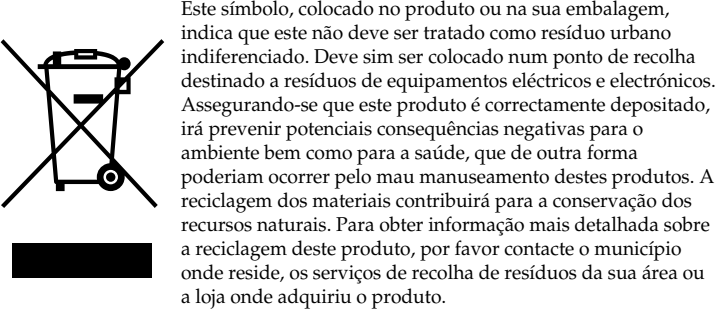 Este símbolo, colocado no produto ou na sua embalagem,
indica que este não deve ser tratado como resíduo urbano
indiferenciado. Deve sim ser colocado num ponto de recolha
destinado a resíduos de equipamentos eléctricos e electrónicos.
Assegurando-se que este produto é correctamente depositado,
irá prevenir potenciais consequências negativas para o
ambiente bem como para a saúde, que de outra forma
poderiam ocorrer pelo mau manuseamento destes produtos. A
reciclagem dos materiais contribuirá para a conservação dos
recursos naturais. Para obter informação mais detalhada sobre
a reciclagem deste produto, por favor contacte o município
onde reside, os serviços de recolha de resíduos da sua área ou
a loja onde adquiriu o produto.